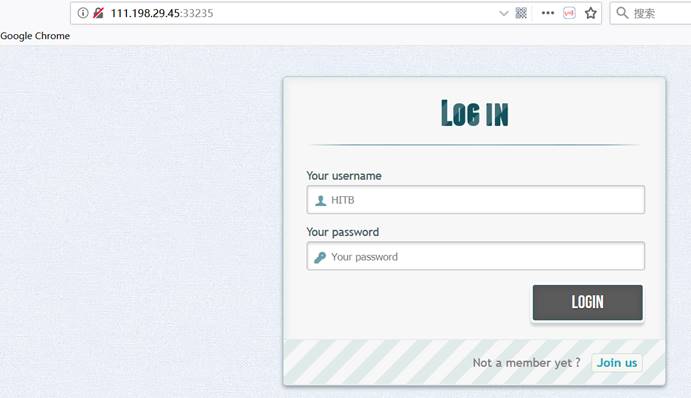 111.198.29.45:33235
搜索
Google Chrome
LOG IN
Your username
HITB
Your password
Your password
LOGIN
Not a member yet ? Join us